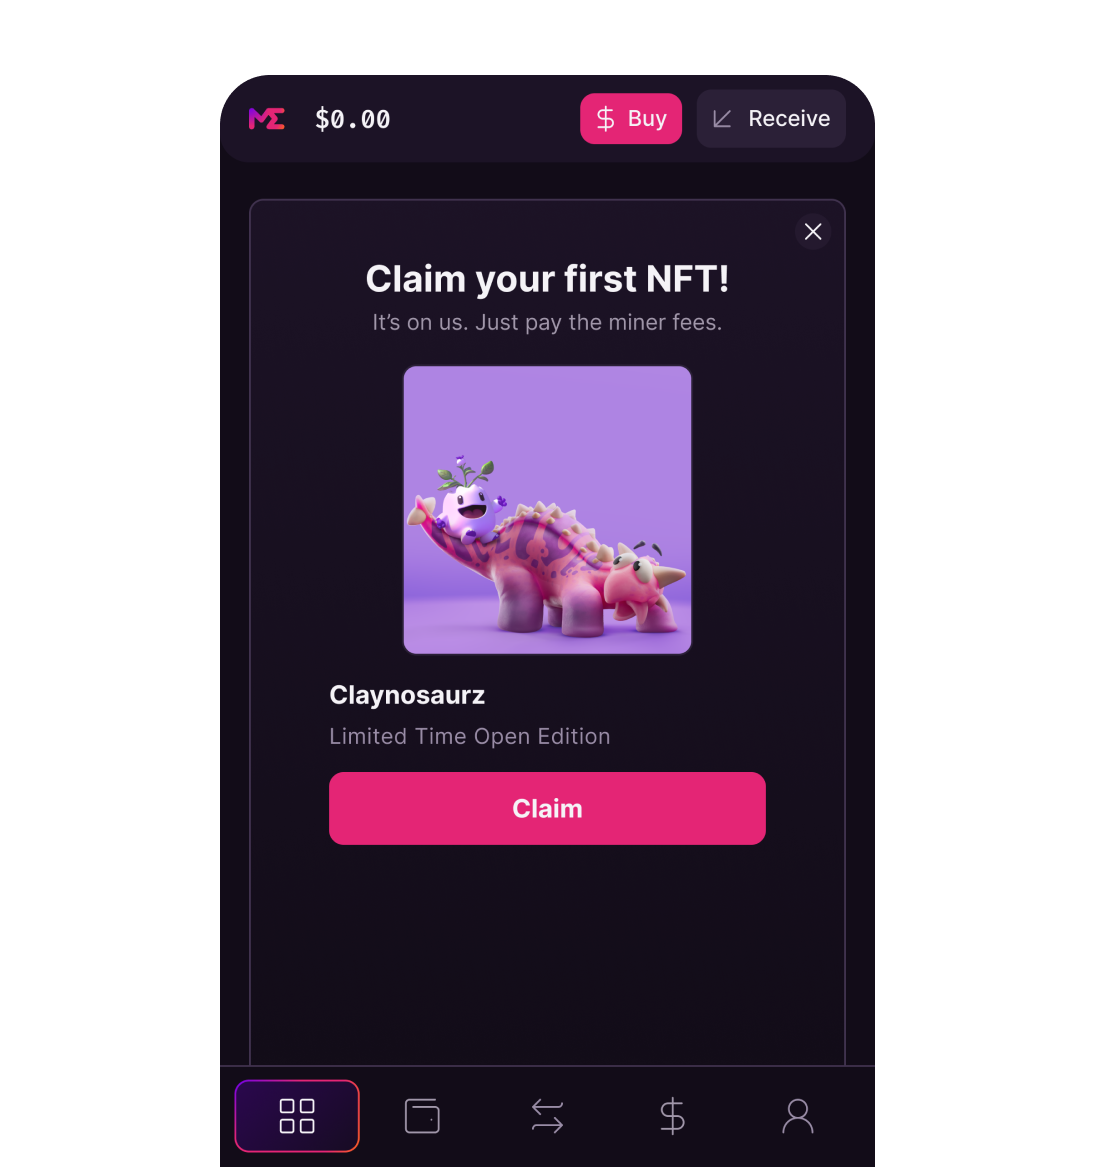 ME $0.00 Buy Receive
Claim your first NFT!
It’s on us. Just pay the miner fees.
Claynosaurz
Limited Time Open Edition
Claim